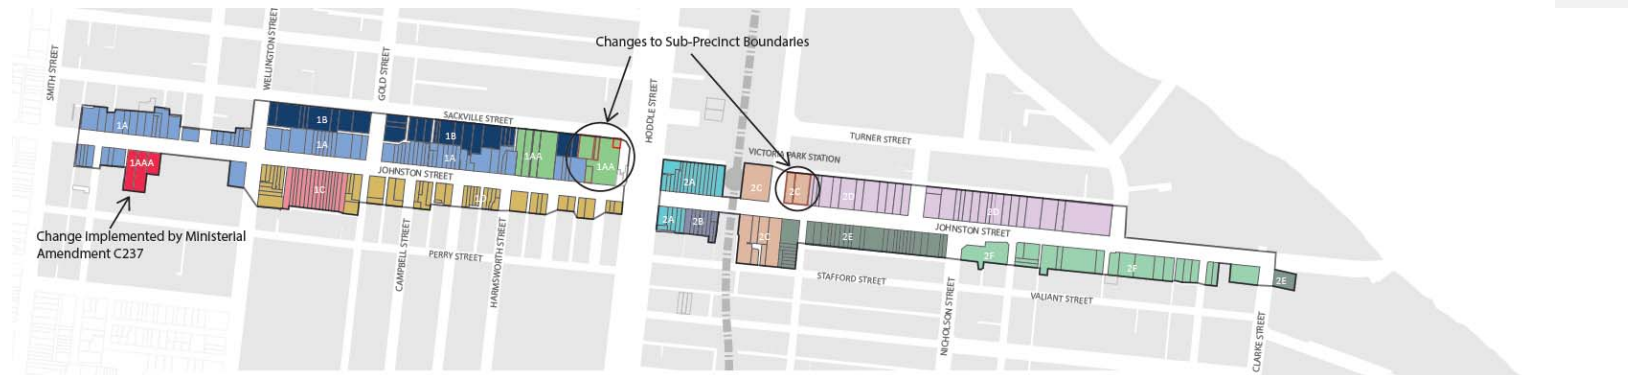 Changes to Sub-Precinct Boundaries
SMITH STREET
WELLINGTON STREET
GOLD STREET
HODDLE STREET
SACKVILLE STREET
TURNER STREET
VICTORIA PARK STATION
1A
1B
1B
1A
1A
1AA
1AA
1AAA
JOHNSTON STREET
1C
1D
2A
2C
2C
2D
2D
2A
2B
2C
2E
JOHNSTON STREET
2F
2F
2E
Change implemented by Ministerial
Amendment C237
CAMPBELL STREET
PERRY STREET
HARMSWORTH STREET
STAFFORD STREET
NICHOLSON STREET
VALIANT STREET
CLARKE STREET